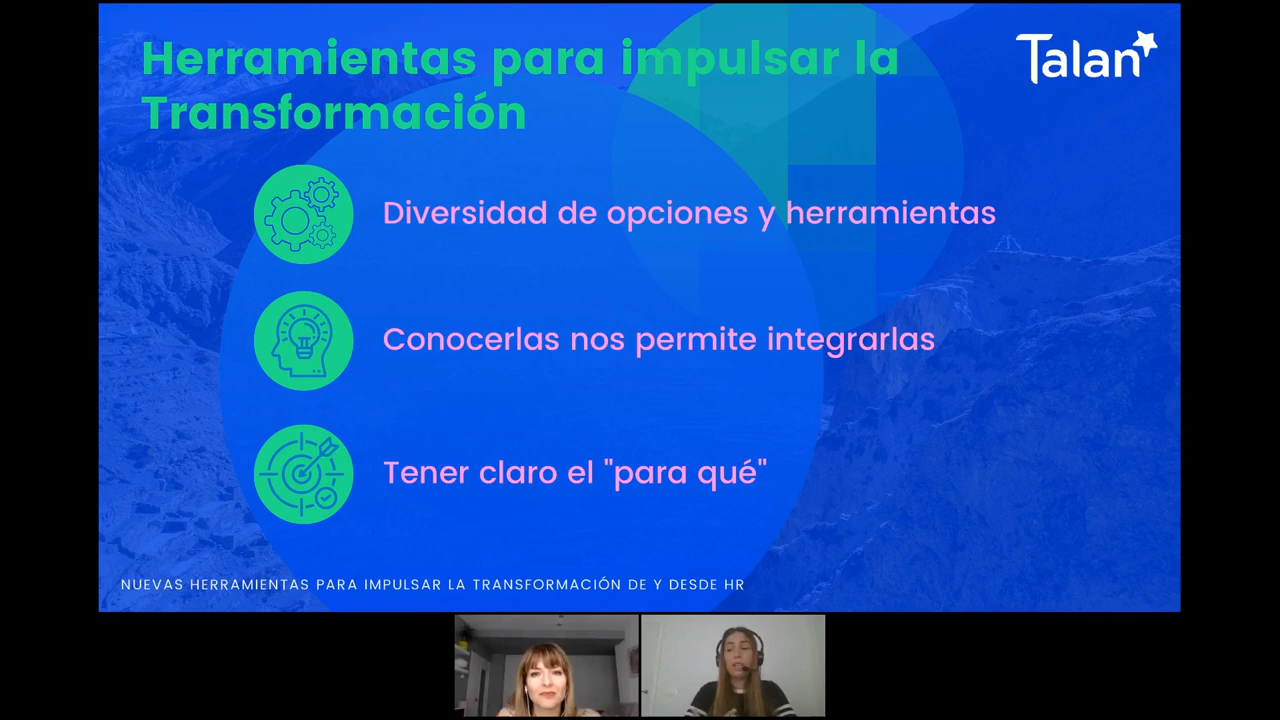 Herramientas para impulsar la
Transformación
Talan
Diversidad de opciones y herramientas
Conocerlas nos permite integrarlas
Tener claro el "para qué"
NUEVAS HERRAMIENTAS PARA IMPULSAR LA TRANSFORMACIÓN DE Y DESDE HR